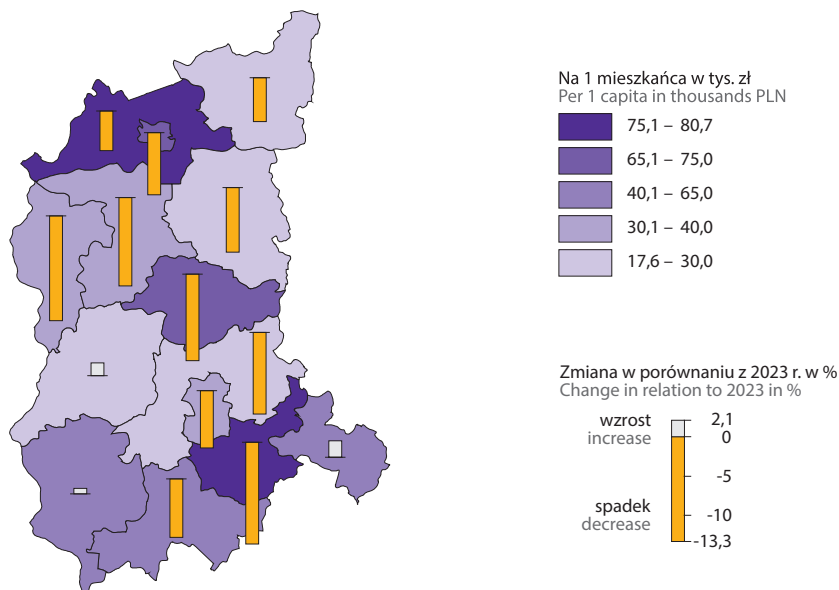 Na 1 mieszkańca w tys. zł
Per 1 capita in thousands PLN
75,1 – 80,7
65,1 – 75,0
40,1 – 65,0
30,1 – 40,0
17,6 – 30,0
Zmiana w porównaniu z 2023 r. w %
Change in relation to 2023 in %
wzrost
increase
2,1
0
-5
spadek
decrease
-10
-13,3